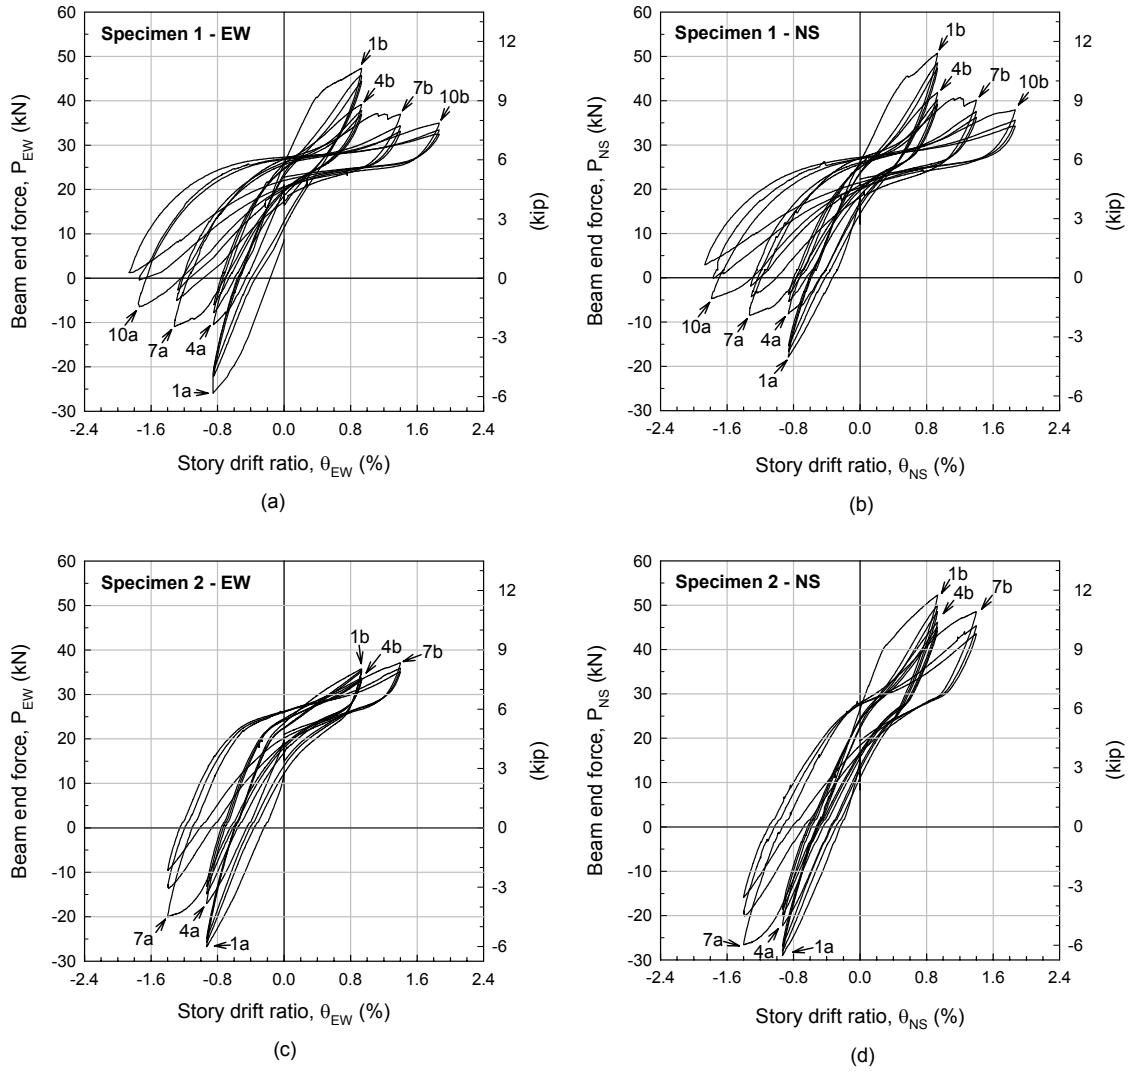 Specimen 1 - EW
60
50
40
30
20
10
0
-10
-20
-30
Beam end force, P_EW (kN)
12
9
6
3
0
-3
-6
(kip)
1b
4b
7b
10b
10a
7a
4a
1a
-2.4 -1.6 -0.8 0.0 0.8 1.6 2.4
Story drift ratio, θ_EW (%)
(a)
Specimen 1 - NS
60
50
40
30
20
10
0
-10
-20
-30
Beam end force, P_NS (kN)
12
9
6
3
0
-3
-6
(kip)
1b
4b
7b
10b
10a
7a
4a
1a
-2.4 -1.6 -0.8 0.0 0.8 1.6 2.4
Story drift ratio, θ_NS (%)
(b)
Specimen 2 - EW
60
50
40
30
20
10
0
-10
-20
-30
Beam end force, P_EW (kN)
12
9
6
3
0
-3
-6
(kip)
1b
4b
7b
7a
4a
1a
-2.4 -1.6 -0.8 0.0 0.8 1.6 2.4
Story drift ratio, θ_EW (%)
(c)
Specimen 2 - NS
60
50
40
30
20
10
0
-10
-20
-30
Beam end force, P_NS (kN)
12
9
6
3
0
-3
-6
(kip)
1b
4b
7b
7a
4a
1a
-2.4 -1.6 -0.8 0.0 0.8 1.6 2.4
Story drift ratio, θ_NS (%)
(d)